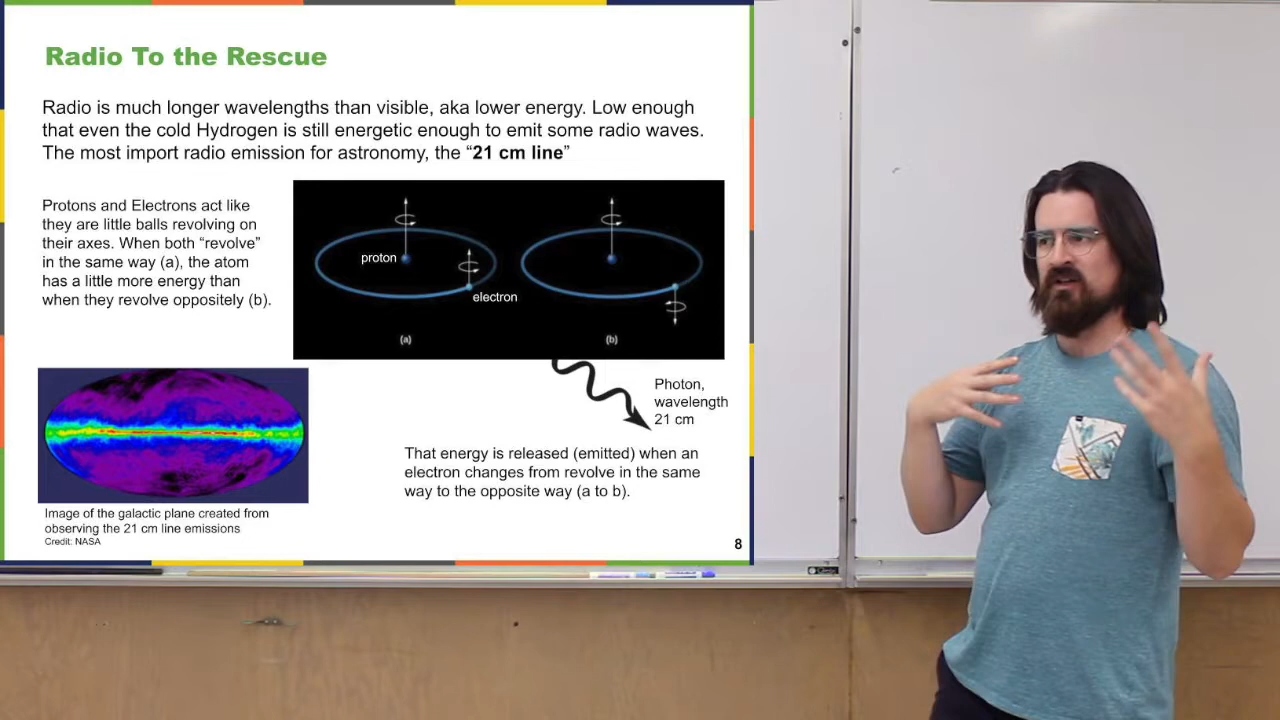 Radio To the Rescue
Radio is much longer wavelengths than visible, aka lower energy. Low enough
that even the cold Hydrogen is still energetic enough to emit some radio waves.
The most import radio emission for astronomy, the “21 cm line”
Protons and Electrons act like
they are little balls revolving on
their axes. When both “revolve”
in the same way (a), the atom
has a little more energy than
when they revolve oppositely (b).
proton
electron
(a)
(b)
Photon,
wavelength
21 cm
That energy is released (emitted) when an
electron changes from revolve in the same
way to the opposite way (a to b).
Image of the galactic plane created from
observing the 21 cm line emissions
Credit: NASA
8